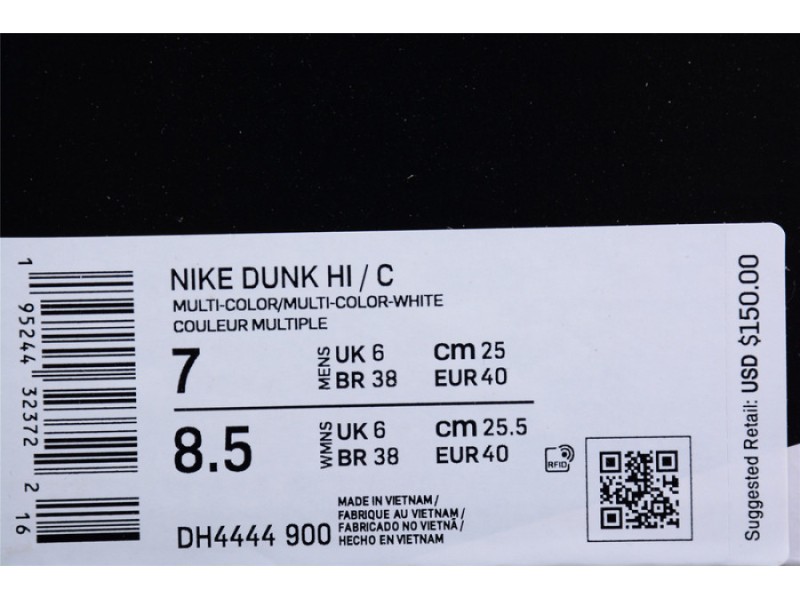 NIKE DUNK HI / C
MULTI-COLOR/MULTI-COLOR-WHITE
COULEUR MULTIPLE
7 MENS UK 6 cm 25
BR 38 EUR 40
8.5 WMNS UK 6 cm 25.5
BR 38 EUR 40
RFID
DH4444 900
MADE IN VIETNAM /
FABRIQUE AU VIETNAM /
FABRICADO NO VIETNÃ /
HECHO EN VIETNAM
1 95244 32372 2 16
Suggested Retail: USD $150.00